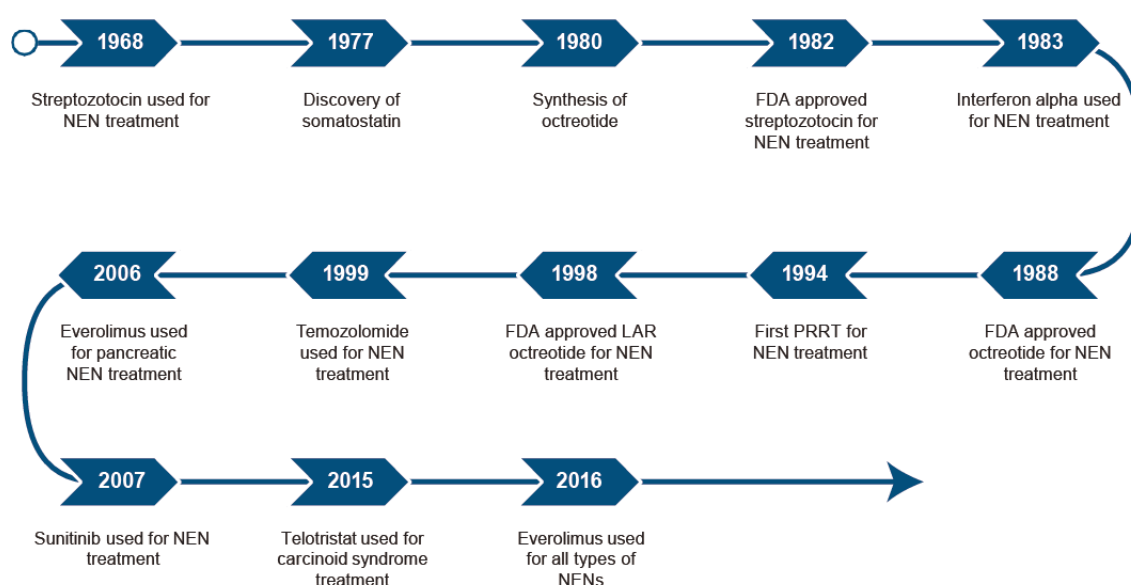 1968
Streptozotocin used for
NEN treatment
1977
Discovery of
somatostatin
1980
Synthesis of
octreotide
1982
FDA approved
streptozotocin for
NEN treatment
1983
Interferon alpha used
for NEN treatment
1988
FDA approved
octreotide for NEN
treatment
1994
First PRRT for
NEN treatment
1998
FDA approved LAR
octreotide for NEN
treatment
1999
Temozolomide
used for NEN
treatment
2006
Everolimus used
for pancreatic
NEN treatment
2007
Sunitinib used for NEN
treatment
2015
Telotristat used for
carcinoid syndrome
treatment
2016
Everolimus used
for all types of
NENs